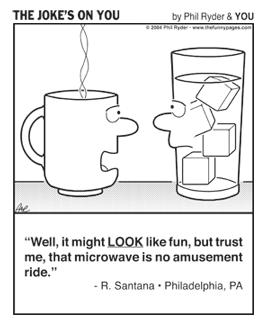 THE JOKE'S ON YOU
by Phil Ryder & YOU
© 2004 Phil Ryder - www.thefunnypages.com
"Well, it might LOOK like fun, but trust
me, that microwave is no amusement
ride."
- R. Santana • Philadelphia, PA